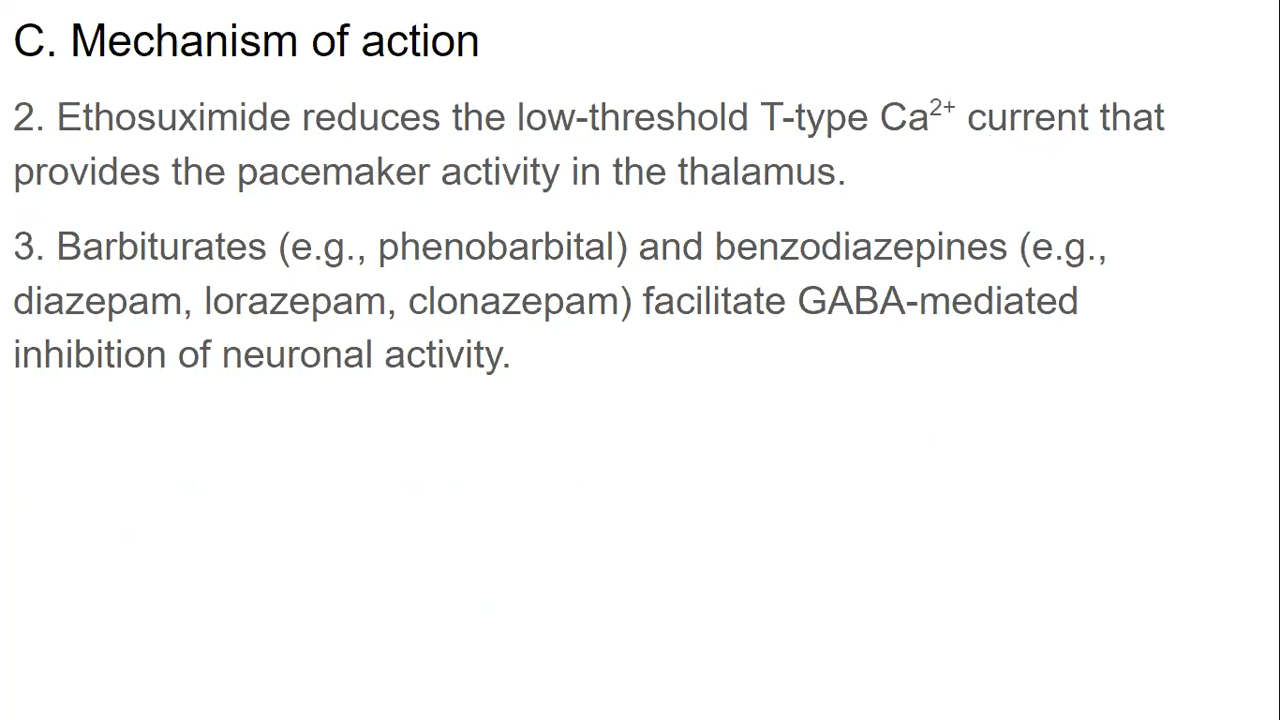 C. Mechanism of action
2. Ethosuximide reduces the low-threshold T-type Ca²⁺ current that
provides the pacemaker activity in the thalamus.
3. Barbiturates (e.g., phenobarbital) and benzodiazepines (e.g.,
diazepam, lorazepam, clonazepam) facilitate GABA-mediated
inhibition of neuronal activity.